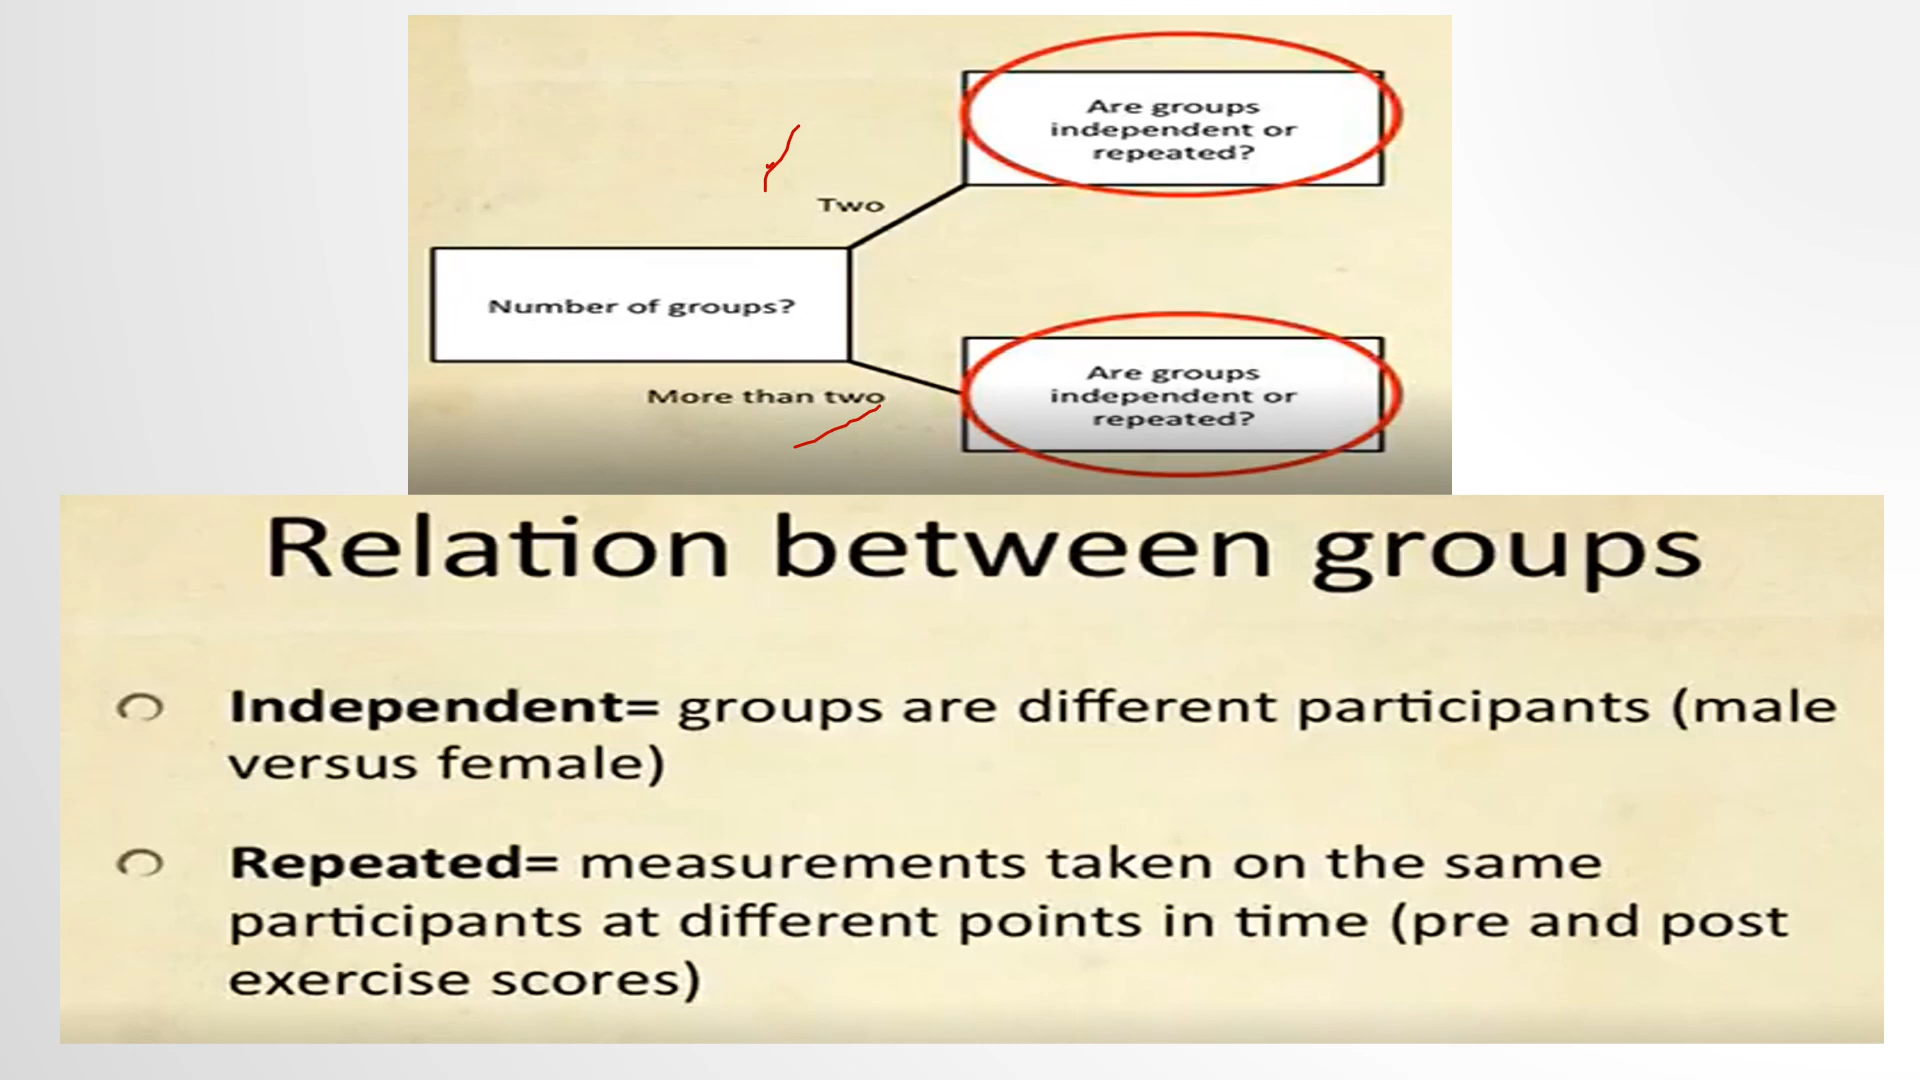 Are groups
independent or
repeated?
Two
Number of groups?
More than two
Are groups
independent or
repeated?
Relation between groups
Independent= groups are different participants (male
versus female)
Repeated= measurements taken on the same
participants at different points in time (pre and post
exercise scores)